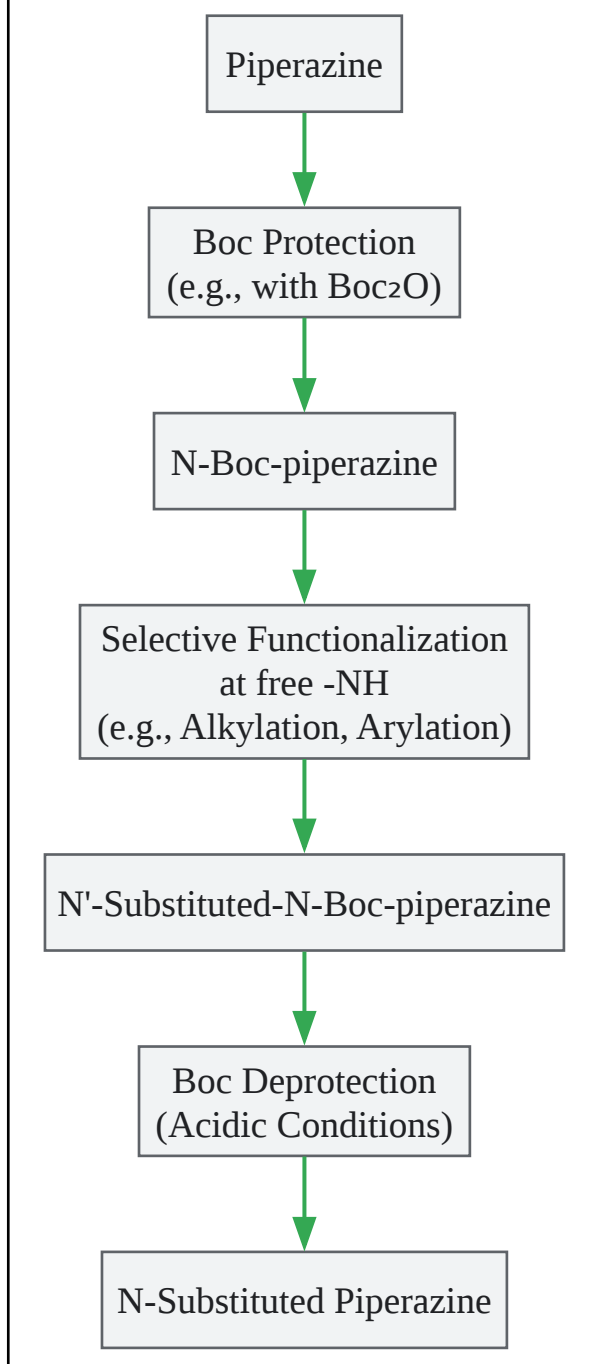 Piperazine
Boc Protection
(e.g., with Boc₂O)
N-Boc-piperazine
Selective Functionalization
at free -NH
(e.g., Alkylation, Arylation)
N'-Substituted-N-Boc-piperazine
Boc Deprotection
(Acidic Conditions)
N-Substituted Piperazine